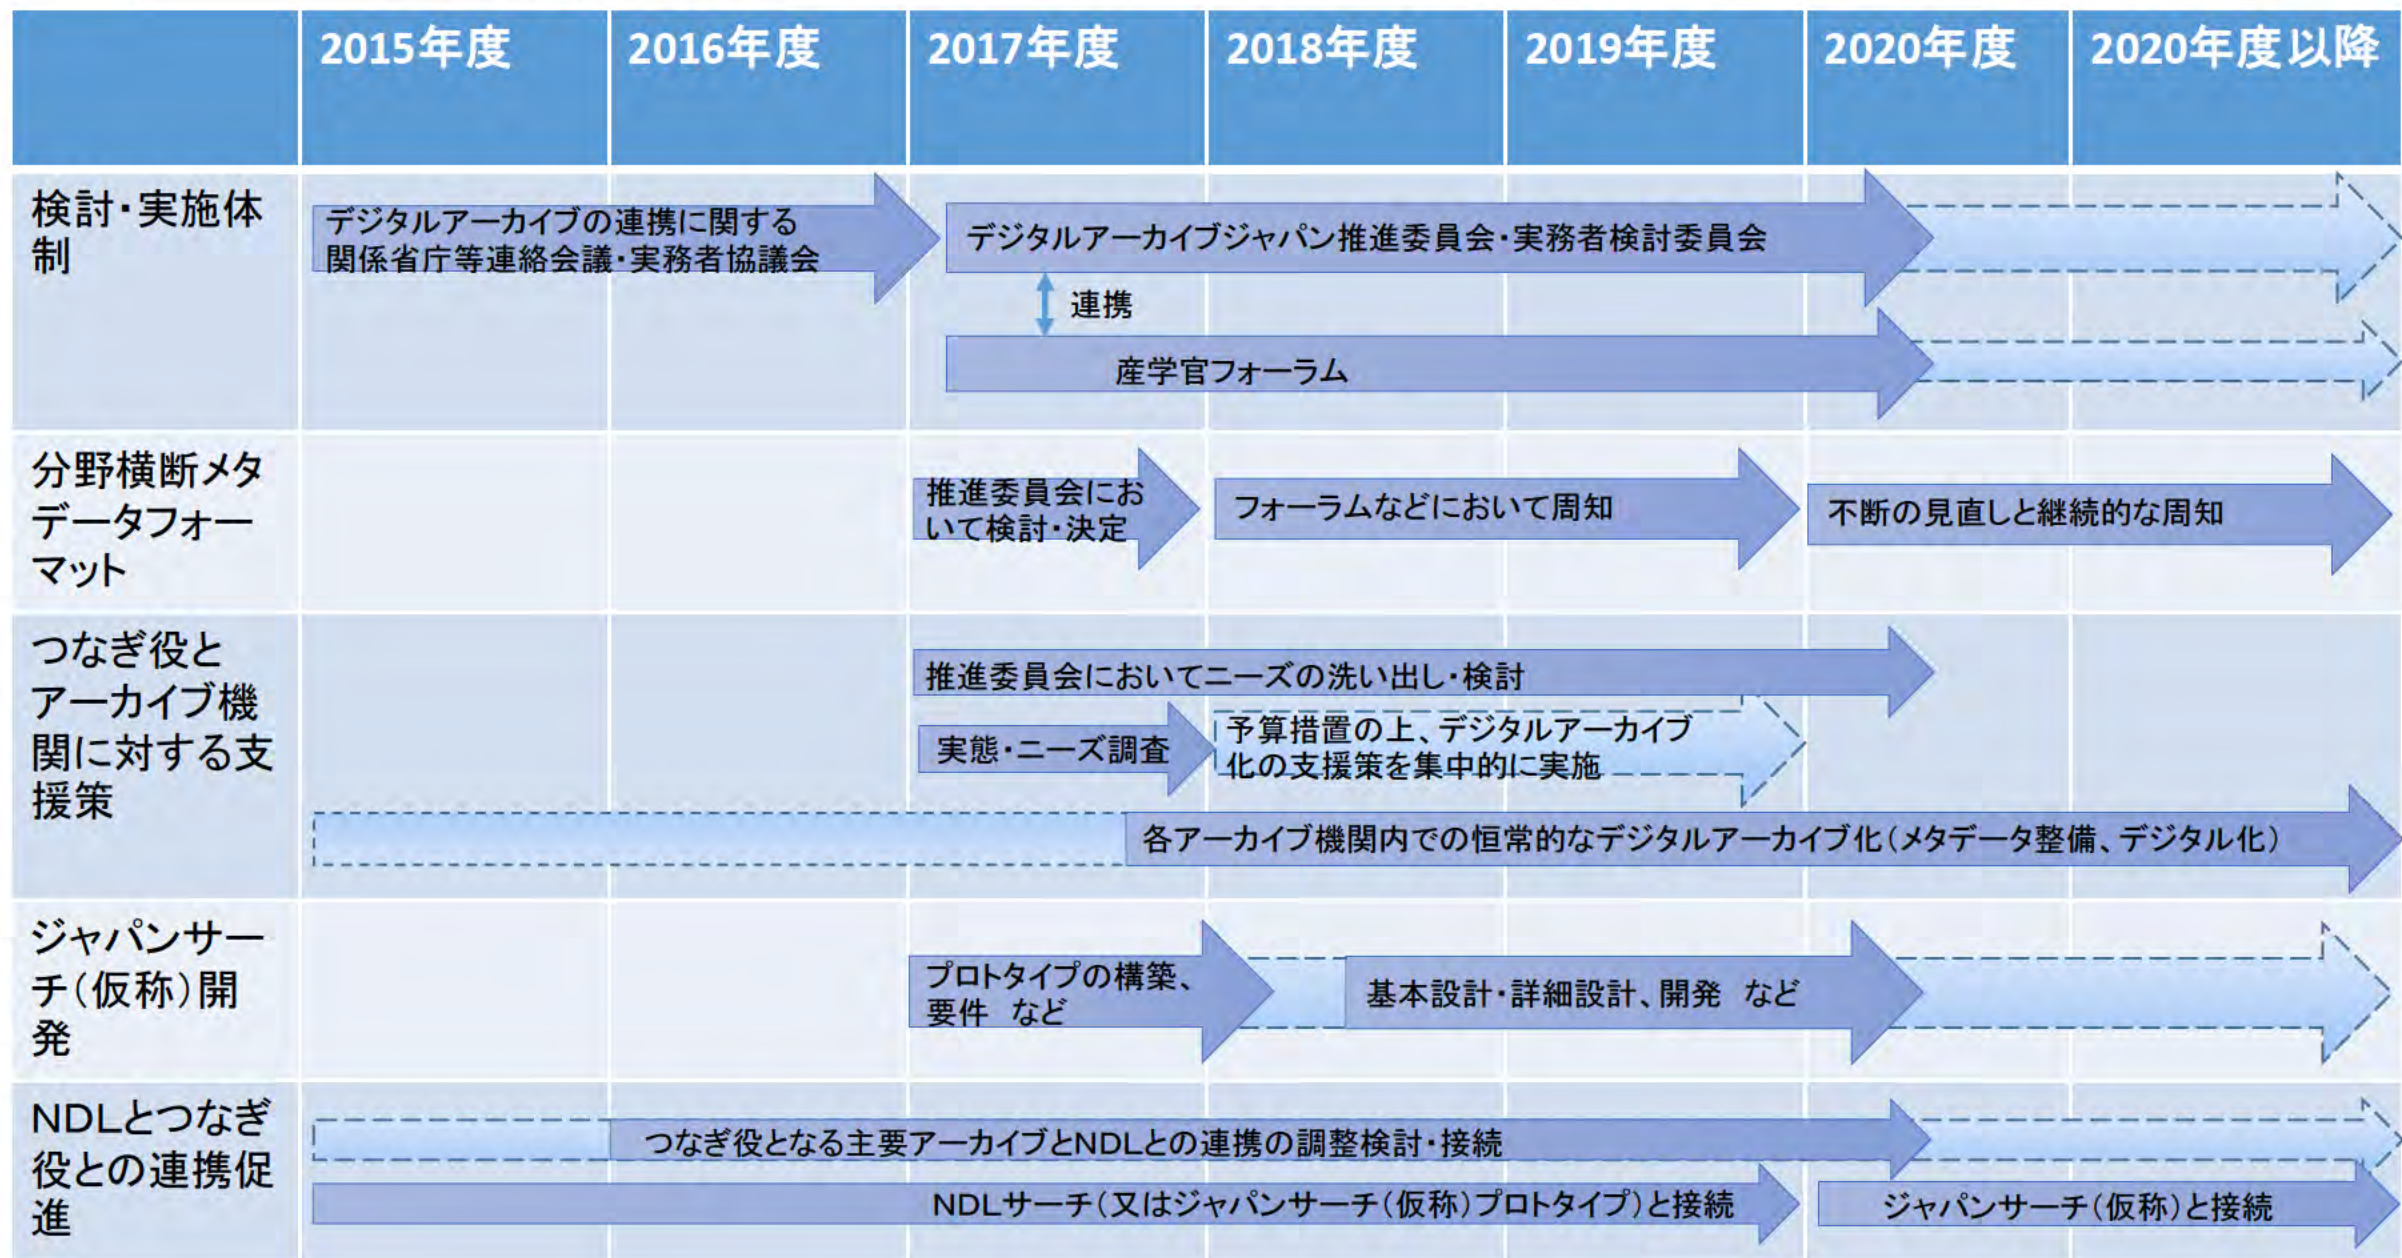 2015年度
2016年度
2017年度
2018年度
2019年度
2020年度
2020年度以降
検討・実施体
制
デジタルアーカイブの連携に関する
関係省庁等連絡会議・実務者協議会
デジタルアーカイブジャパン推進委員会・実務者検討委員会
連携
産学官フォーラム
分野横断メタ
データフォー
マット
推進委員会にお
いて検討・決定
フォーラムなどにおいて周知
不断の見直しと継続的な周知
つなぎ役と
アーカイブ機
関に対する支
援策
推進委員会においてニーズの洗い出し・検討
実態・ニーズ調査
予算措置の上、デジタルアーカイブ
化の支援策を集中的に実施
各アーカイブ機関内での恒常的なデジタルアーカイブ化（メタデータ整備、デジタル化）
ジャパンサー
チ（仮称）開
発
プロトタイプの構築、
要件　など
基本設計・詳細設計、開発　など
ＮＤＬとつなぎ
役との連携促
進
つなぎ役となる主要アーカイブとNDLとの連携の調整検討・接続
NDLサーチ（又はジャパンサーチ（仮称）プロトタイプ）と接続
ジャパンサーチ（仮称）と接続